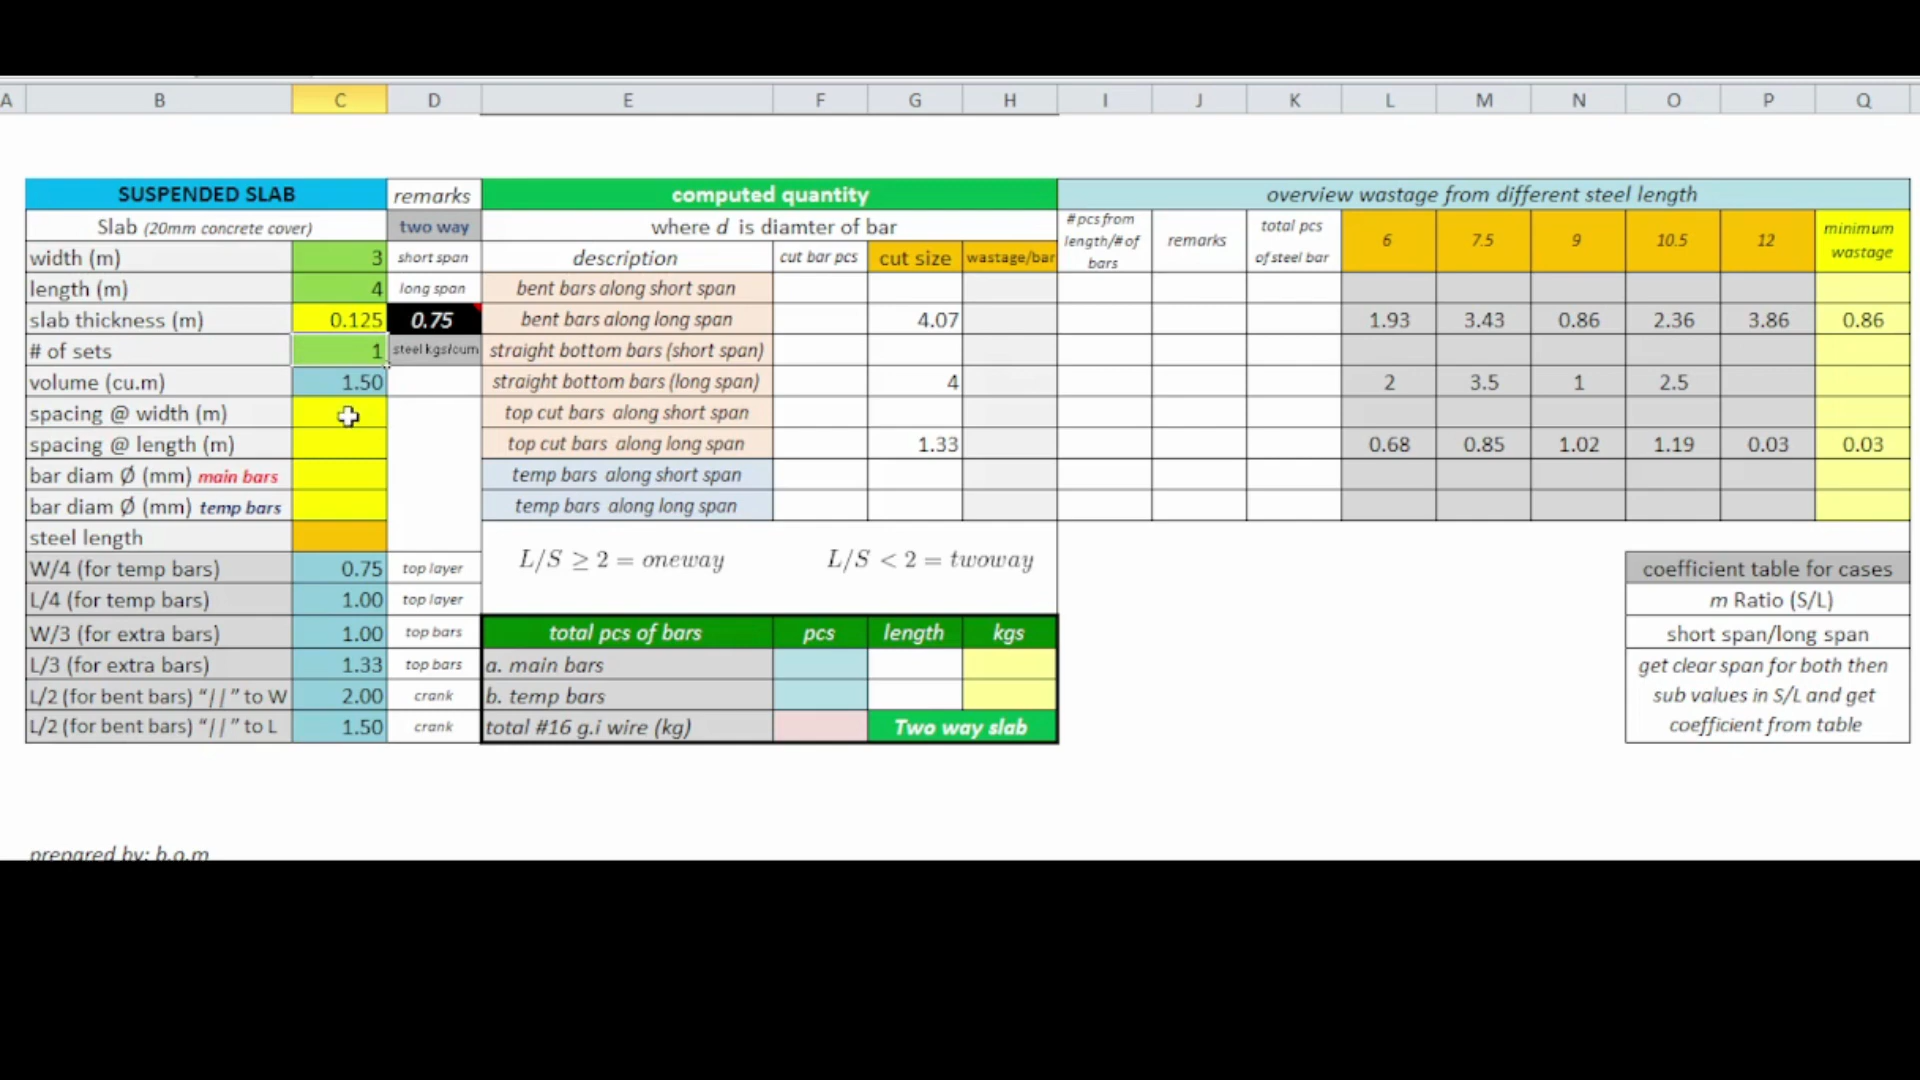 A B C D E F G H I J K L M N O P Q
SUSPENDED SLAB remarks computed quantity overview wastage from different steel length
Slab (20mm concrete cover) two way where d is diamter of bar # pcs from length/# of bars remarks total pcs of steel bar 6 7.5 9 10.5 12 minimum wastage
width (m) 3 short span description cut bar pcs cut size wastage/bar
length (m) 4 long span bent bars along short span
slab thickness (m) 0.125 0.75 bent bars along long span 4.07 1.93 3.43 0.86 2.36 3.86 0.86
# of sets 1 steel kgs/cum straight bottom bars (short span)
volume (cu.m) 1.50 straight bottom bars (long span) 4 2 3.5 1 2.5
spacing @ width (m) top cut bars along short span
spacing @ length (m) top cut bars along long span 1.33 0.68 0.85 1.02 1.19 0.03 0.03
bar diam Ø (mm) main bars temp bars along short span
bar diam Ø (mm) temp bars temp bars along long span
steel length
L/S ≥ 2 = oneway L/S < 2 = twoway
W/4 (for temp bars) 0.75 top layer coefficient table for cases
L/4 (for temp bars) 1.00 top layer m Ratio (S/L)
W/3 (for extra bars) 1.00 top bars total pcs of bars pcs length kgs short span/long span
L/3 (for extra bars) 1.33 top bars a. main bars get clear span for both then
L/2 (for bent bars) “//” to W 2.00 crank b. temp bars sub values in S/L and get
L/2 (for bent bars) “//” to L 1.50 crank total #16 g.i wire (kg) Two way slab coefficient from table
prepared by: b.o.m